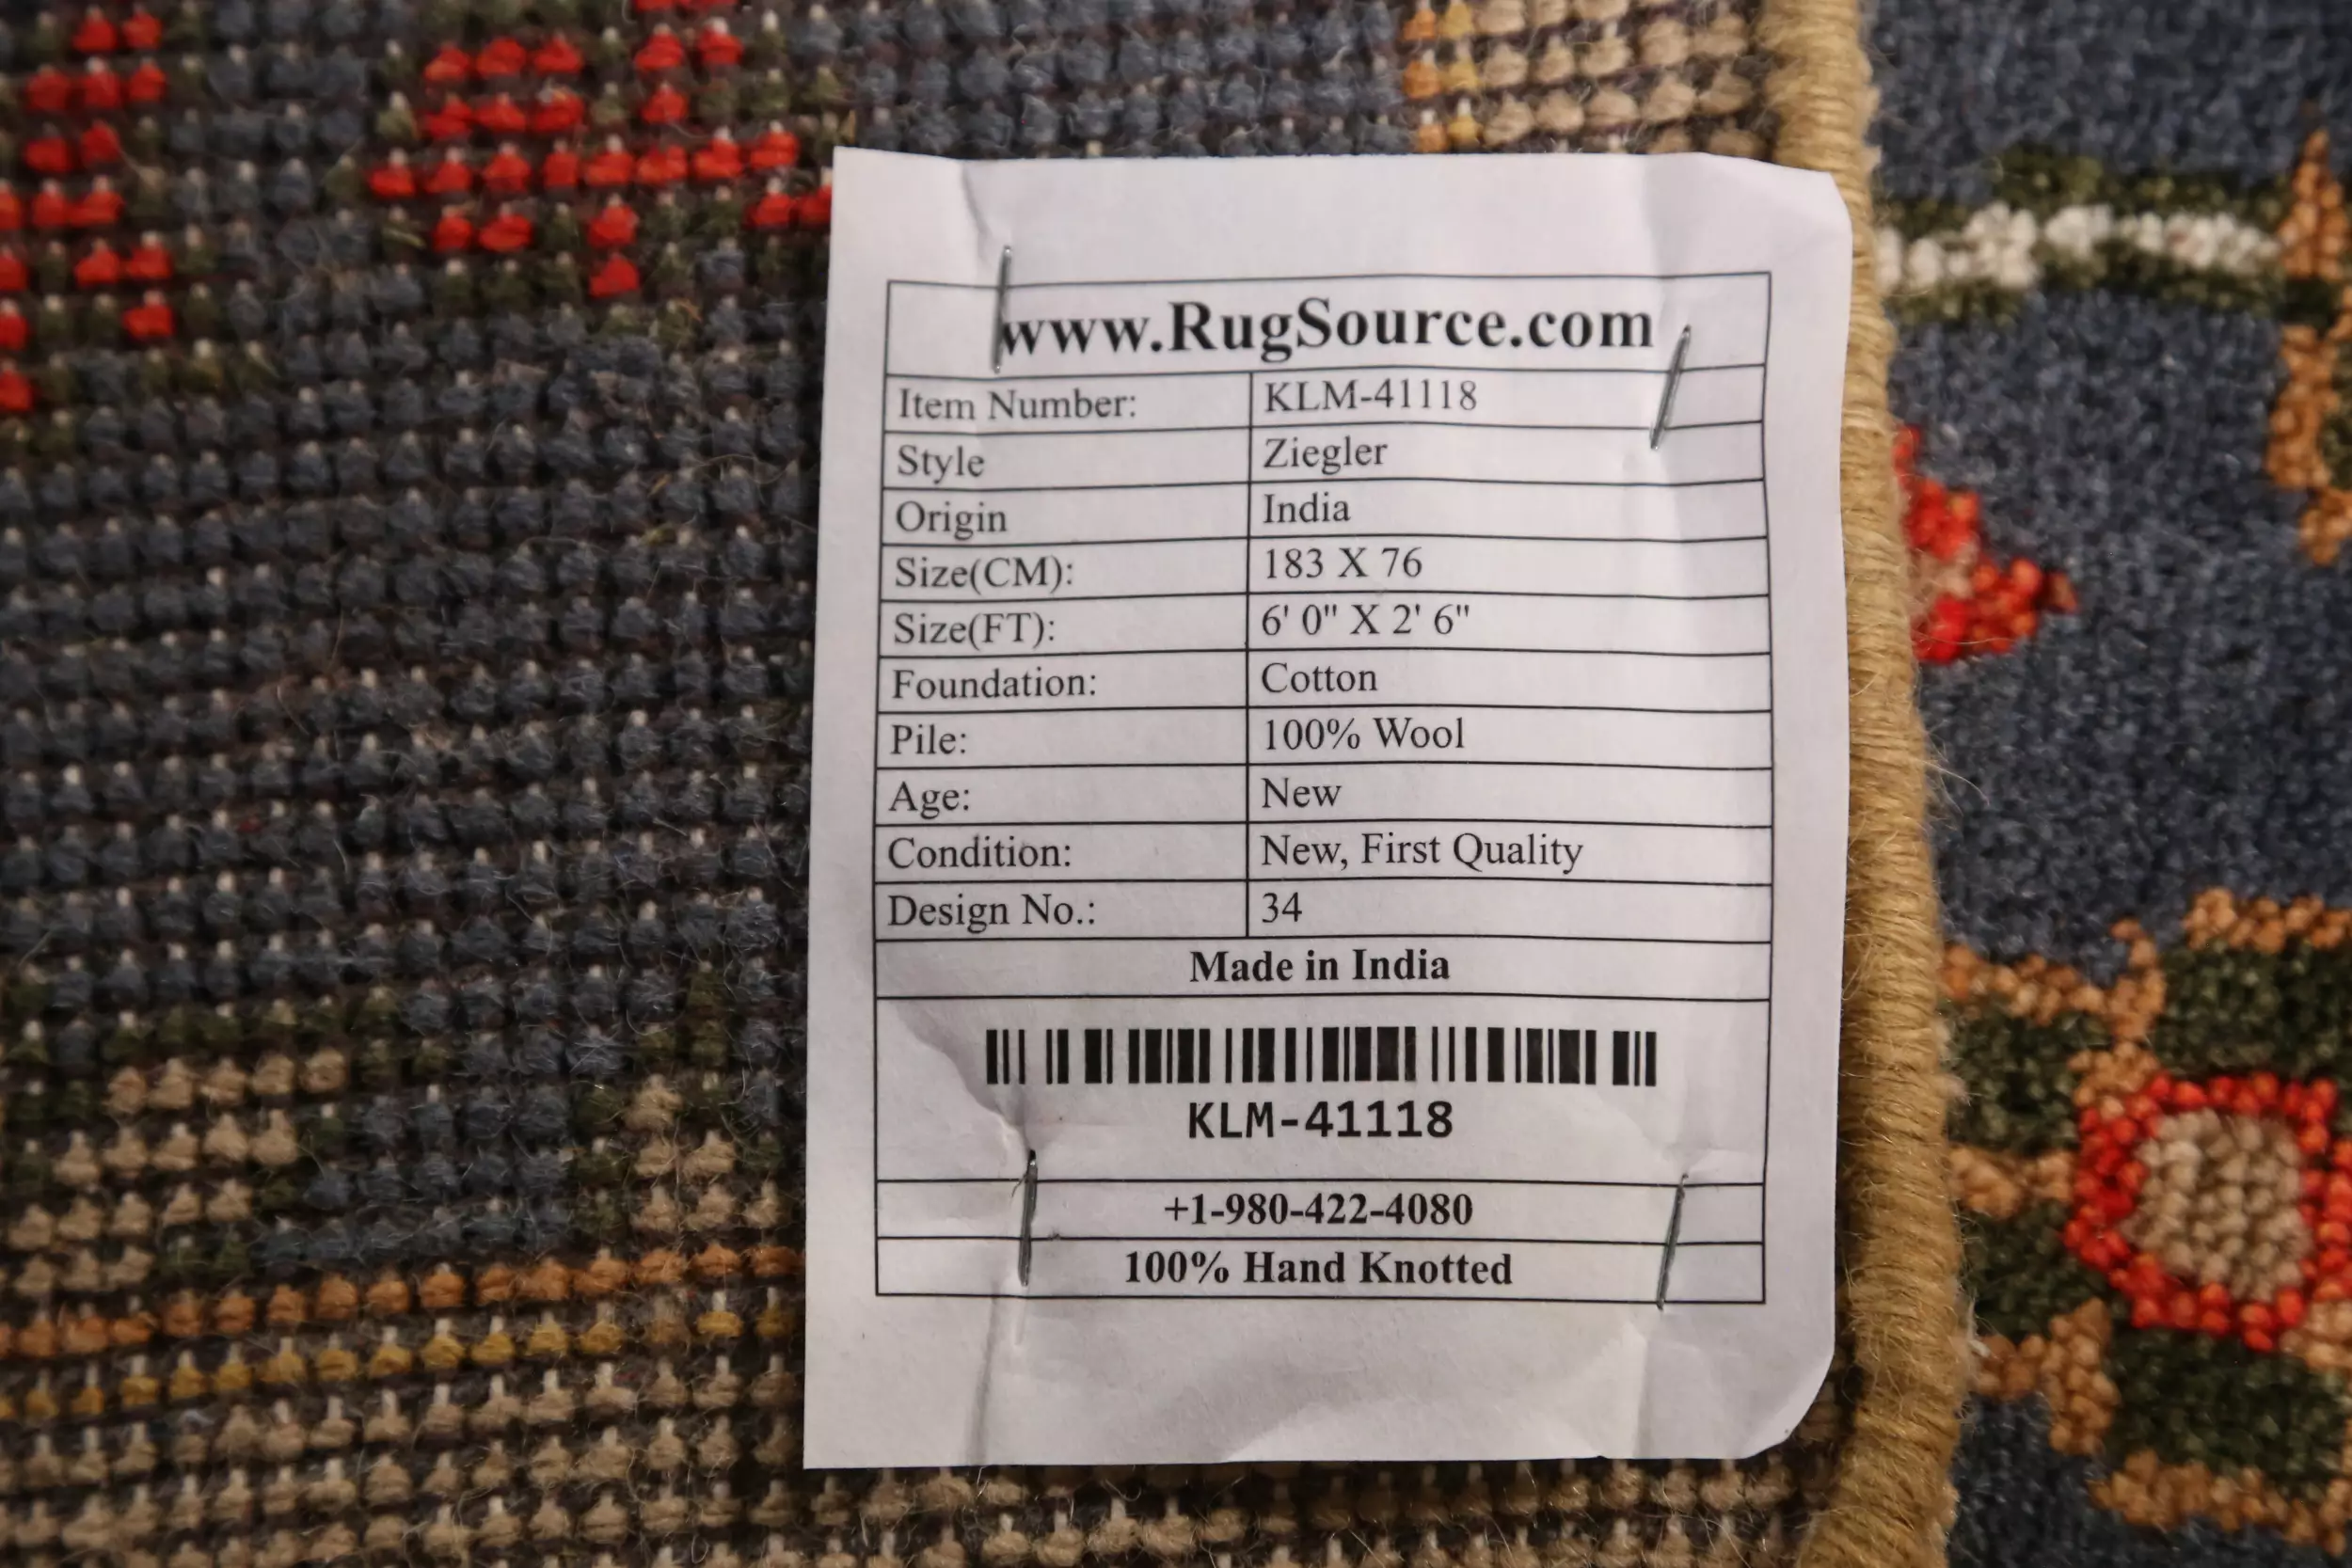 www.RugSource.com
Item Number: KLM-41118
Style Ziegler
Origin India
Size(CM): 183 X 76
Size(FT): 6' 0" X 2' 6"
Foundation: Cotton
Pile: 100% Wool
Age: New
Condition: New, First Quality
Design No.: 34
Made in India
KLM-41118
+1-980-422-4080
100% Hand Knotted